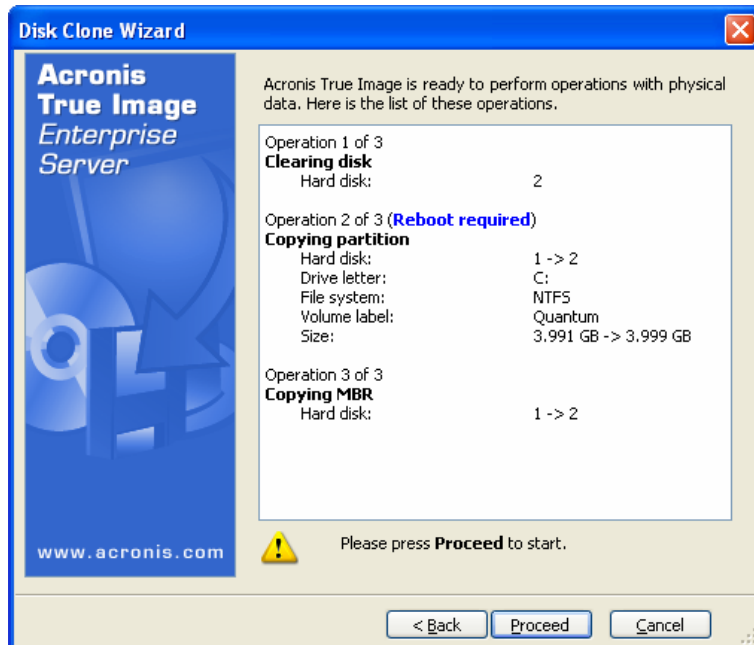 Disk Clone Wizard
Acronis
True Image
Enterprise
Server
www.acronis.com
Acronis True Image is ready to perform operations with physical
data. Here is the list of these operations.
Operation 1 of 3
Clearing disk
Hard disk: 2
Operation 2 of 3 (Reboot required)
Copying partition
Hard disk: 1 -> 2
Drive letter: C:
File system: NTFS
Volume label: Quantum
Size: 3.991 GB -> 3.999 GB
Operation 3 of 3
Copying MBR
Hard disk: 1 -> 2
Please press Proceed to start.
< Back Proceed Cancel